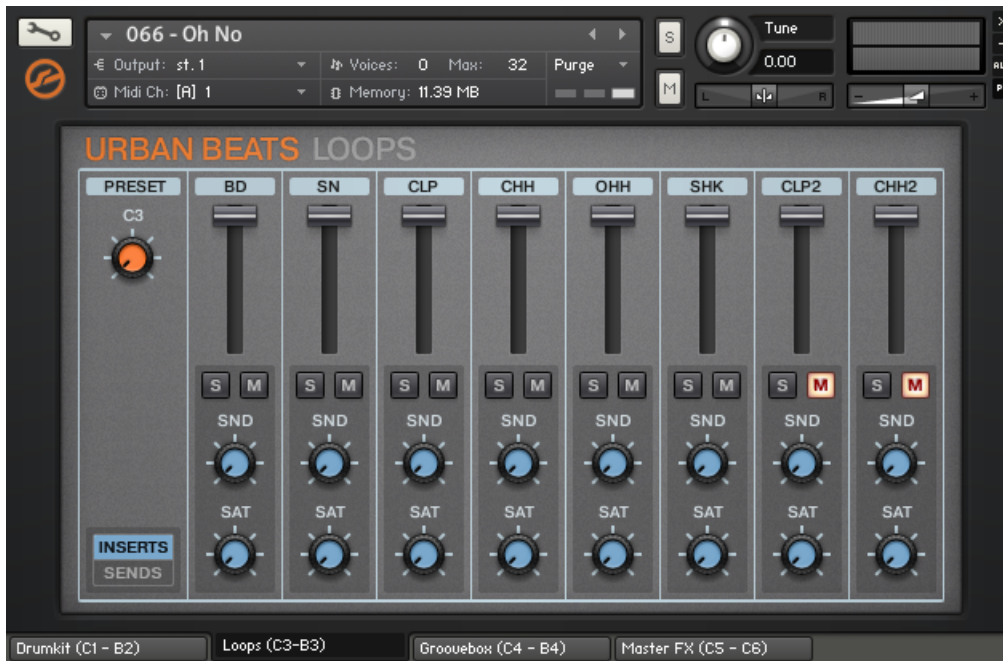 066 - Oh No
Output: st.1
Voices: 0 Max: 32
Purge
Midi Ch: [A] 1
Memory: 11.39 MB
S
M
Tune
0.00
L R
- +
URBAN BEATS LOOPS
PRESET BD SN CLP CHH OHH SHK CLP2 CHH2
C3
S M S M S M S M S M S M S M S M
SND SND SND SND SND SND SND SND
SAT SAT SAT SAT SAT SAT SAT SAT
INSERTS
SENDS
Drumkit (C1 - B2) Loops (C3-B3) Groovebox (C4 - B4) Master FX (C5 - C6)